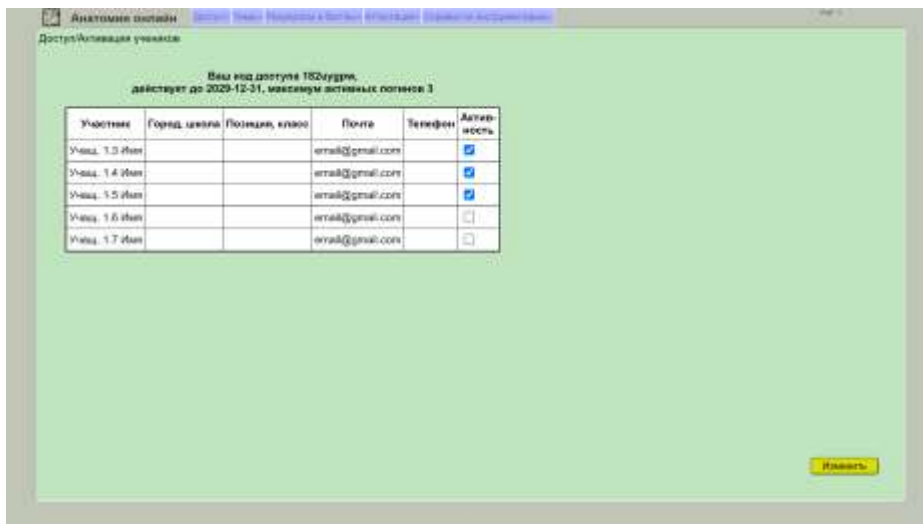 Анатомия онлайн
Доступ/Активация учеников
Ваш код доступа 182uygpw,
действует до 2029-12-31, максимум активных логинов 3
Участник Город, школа Позиция, класс Почта Телефон Актив-
ность
Учащ. 1.3 Имя email@gmail.com
Учащ. 1.4 Имя email@gmail.com
Учащ. 1.5 Имя email@gmail.com
Учащ. 1.6 Имя email@gmail.com
Учащ. 1.7 Имя email@gmail.com
Изменить